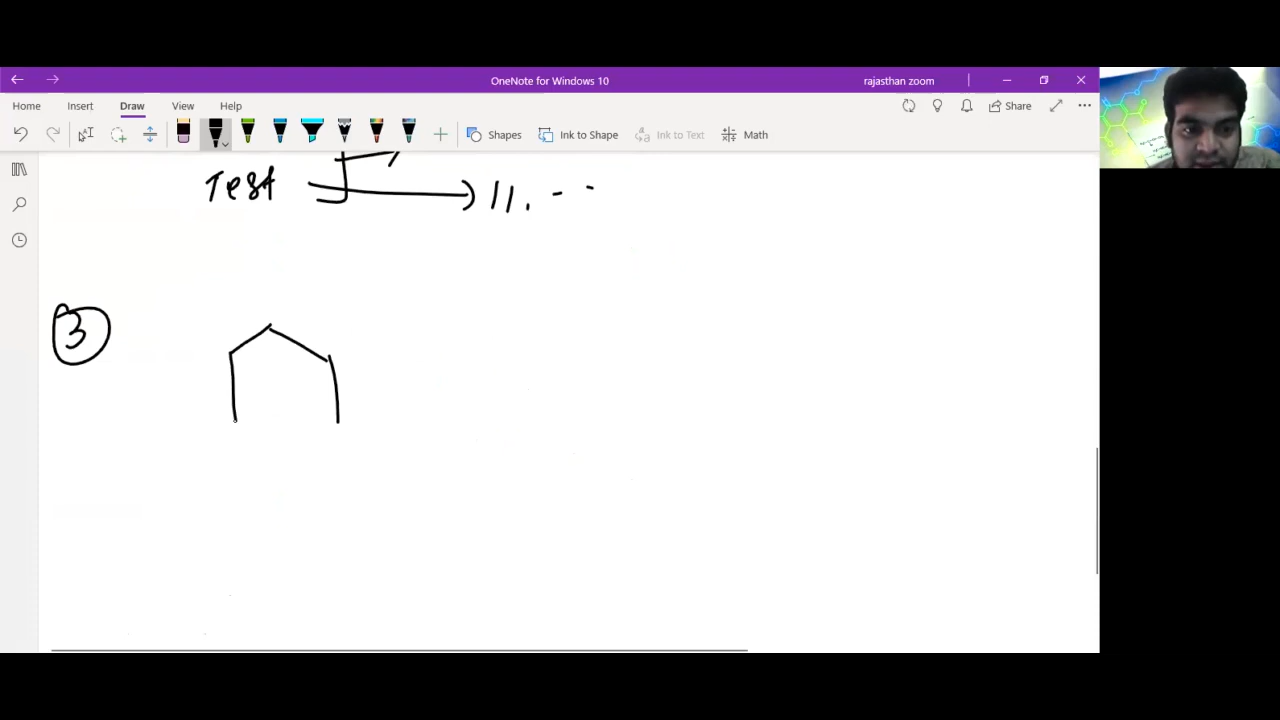 OneNote for Windows 10
rajasthan zoom
Home Insert Draw View Help
Share
Shapes
Ink to Shape
Ink to Text
Math
Test
11. - -
3